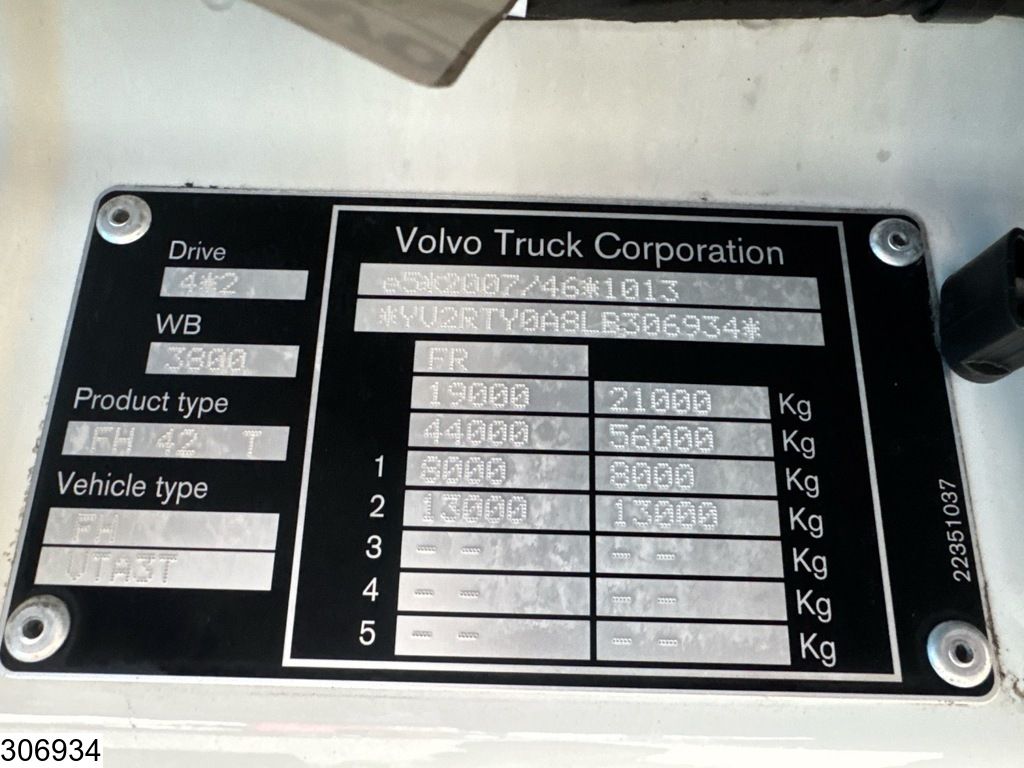 Drive
4*2
WB
3800
Product type
FH 42 T
Vehicle type
FH
VTA3T
Volvo Truck Corporation
e5*2007/46*1013
*YV2RTY0A8LB306934*
FR
19000 21000 Kg
44000 56000 Kg
1 8000 8000 Kg
2 13000 13000 Kg
3 --- -- --- -- Kg
4 --- -- --- -- Kg
5 --- -- --- -- Kg
22351037
306934